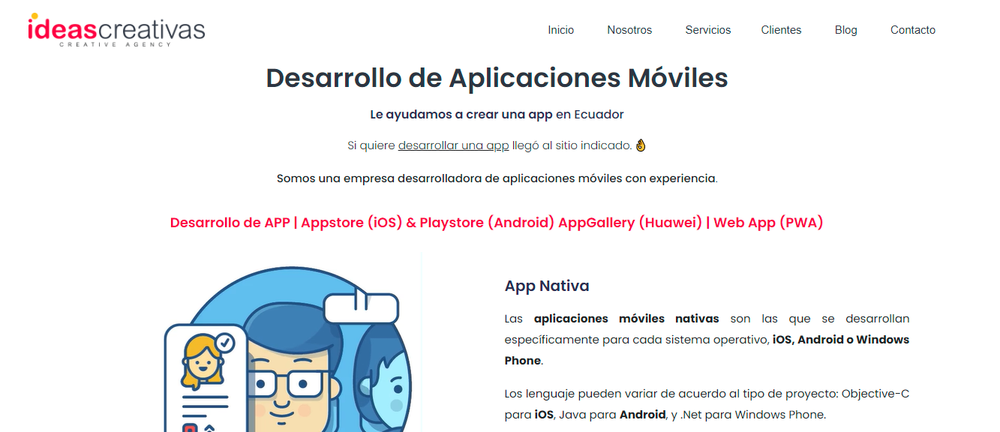 ideascreativas
CREATIVE AGENCY
Inicio Nosotros Servicios Clientes Blog Contacto
Desarrollo de Aplicaciones Móviles
Le ayudamos a crear una app en Ecuador
Si quiere desarrollar una app llegó al sitio indicado. 👌
Somos una empresa desarrolladora de aplicaciones móviles con experiencia.
Desarrollo de APP | Appstore (iOS) & Playstore (Android) AppGallery (Huawei) | Web App (PWA)
App Nativa
Las aplicaciones móviles nativas son las que se desarrollan
específicamente para cada sistema operativo, iOS, Android o Windows
Phone.
Los lenguaje pueden variar de acuerdo al tipo de proyecto: Objective-C
para iOS, Java para Android, y .Net para Windows Phone.